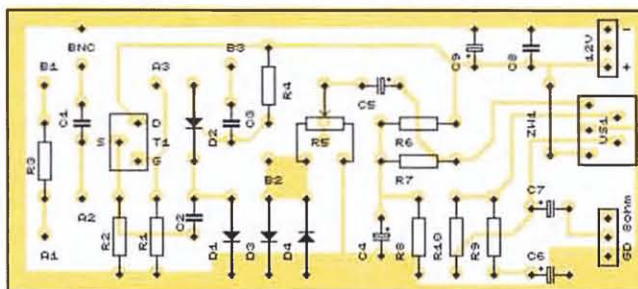 BNC
B1
A3
B3
C9
C8
12V
-
+
C1
D2
C3
R4
C5
R3
D
S
T1
G
R5
R6
R7
ZW1
US1
B2
A2
C2
C7
A1
R2
R1
D1
D3
D4
C4
R8
R10
R9
C6
GD 8OHM